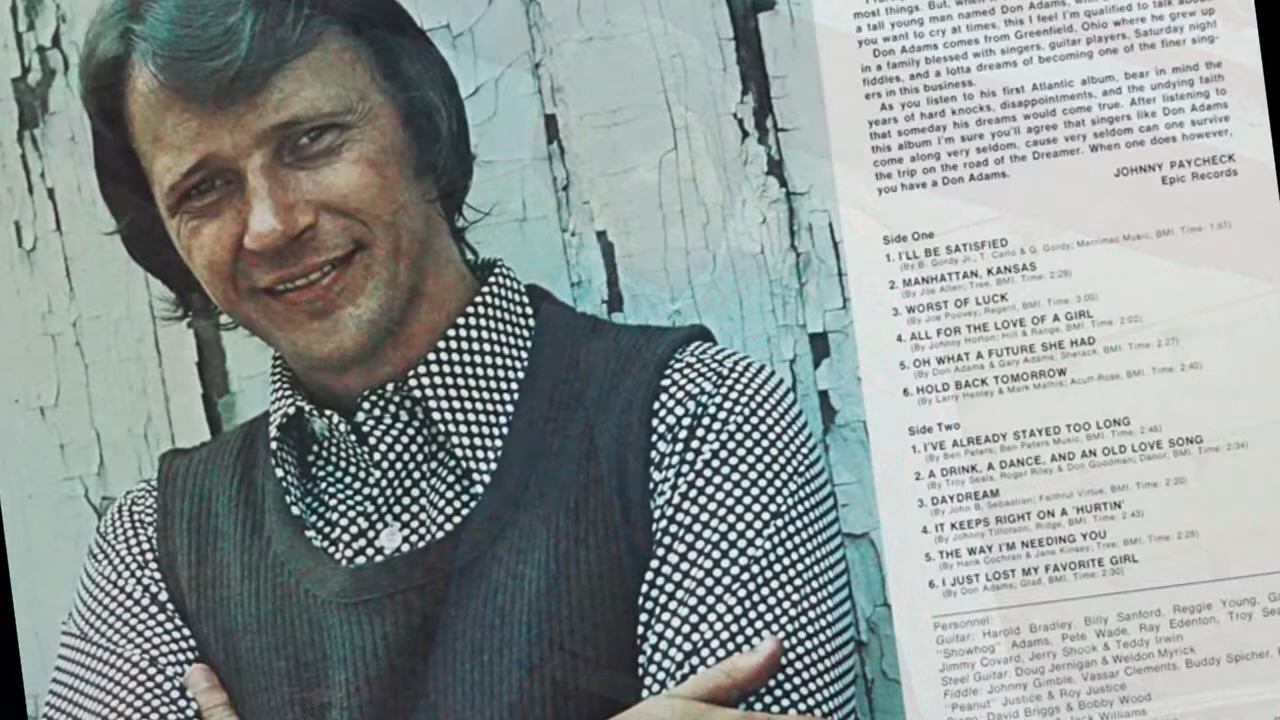 most things. But, when
a tall young man named Don Adams,
you want to cry at times, this I feel I'm qualified to talk about
Don Adams comes from Greenfield, Ohio where he grew up
in a family blessed with singers, guitar players, Saturday night
fiddles, and a lotta dreams of becoming one of the finer sing-
ers in this business.
As you listen to his first Atlantic album, bear in mind the
years of hard knocks, disappointments, and the undying faith
that someday his dreams would come true. After listening to
this album I'm sure you'll agree that singers like Don Adams
come along very seldom, cause very seldom can one survive
the trip on the road of the Dreamer. When one does however,
you have a Don Adams.
JOHNNY PAYCHECK
Epic Records
Side One
1. I'LL BE SATISFIED
(By B. Gordy Jr., T. Carlo & G. Gordy; Merrimac Music, BMI. Time: 1:57)
2. MANHATTAN, KANSAS
(By Joe Allen; Tree, BMI. Time: 2:29)
3. WORST OF LUCK
(By Joe Poovey; Regent, BMI. Time: 3:00)
4. ALL FOR THE LOVE OF A GIRL
(By Johnny Horton; Hill & Range, BMI. Time: 2:02)
5. OH WHAT A FUTURE SHE HAD
(By Don Adams & Gary Adams; Shelack, BMI. Time: 2:27)
6. HOLD BACK TOMORROW
(By Larry Henley & Mark Mathis; Acuff-Rose, BMI. Time: 2:40)
Side Two
1. I'VE ALREADY STAYED TOO LONG
(By Ben Peters; Ben Peters Music, BMI. Time: 2:45)
2. A DRINK, A DANCE, AND AN OLD LOVE SONG
(By Troy Seals, Roger Riley & Don Goodman; Danor, BMI. Time: 2:34)
3. DAYDREAM
(By John B. Sebastian; Faithful Virtue, BMI. Time: 2:20)
4. IT KEEPS RIGHT ON A 'HURTIN'
(By Johnny Tillotson, Ridge, BMI. Time: 2:43)
5. THE WAY I'M NEEDING YOU
(By Hank Cochran & Jane Kinsey; Tree, BMI. Time: 2:28)
6. I JUST LOST MY FAVORITE GIRL
(By Don Adams; Glad, BMI. Time: 2:30)
Personnel:
Guitar: Harold Bradley, Billy Sanford, Reggie Young,
"Showhog" Adams, Pete Wade, Ray Edenton, Troy
Jimmy Covard, Jerry Shook & Teddy Irwin
Steel Guitar: Doug Jernigan & Weldon Myrick
Fiddle: Johnny Gimble, Vassar Clements, Buddy Spicher,
"Peanut" Justice & Roy Justice
Piano: David Briggs & Bobby Wood
Williams